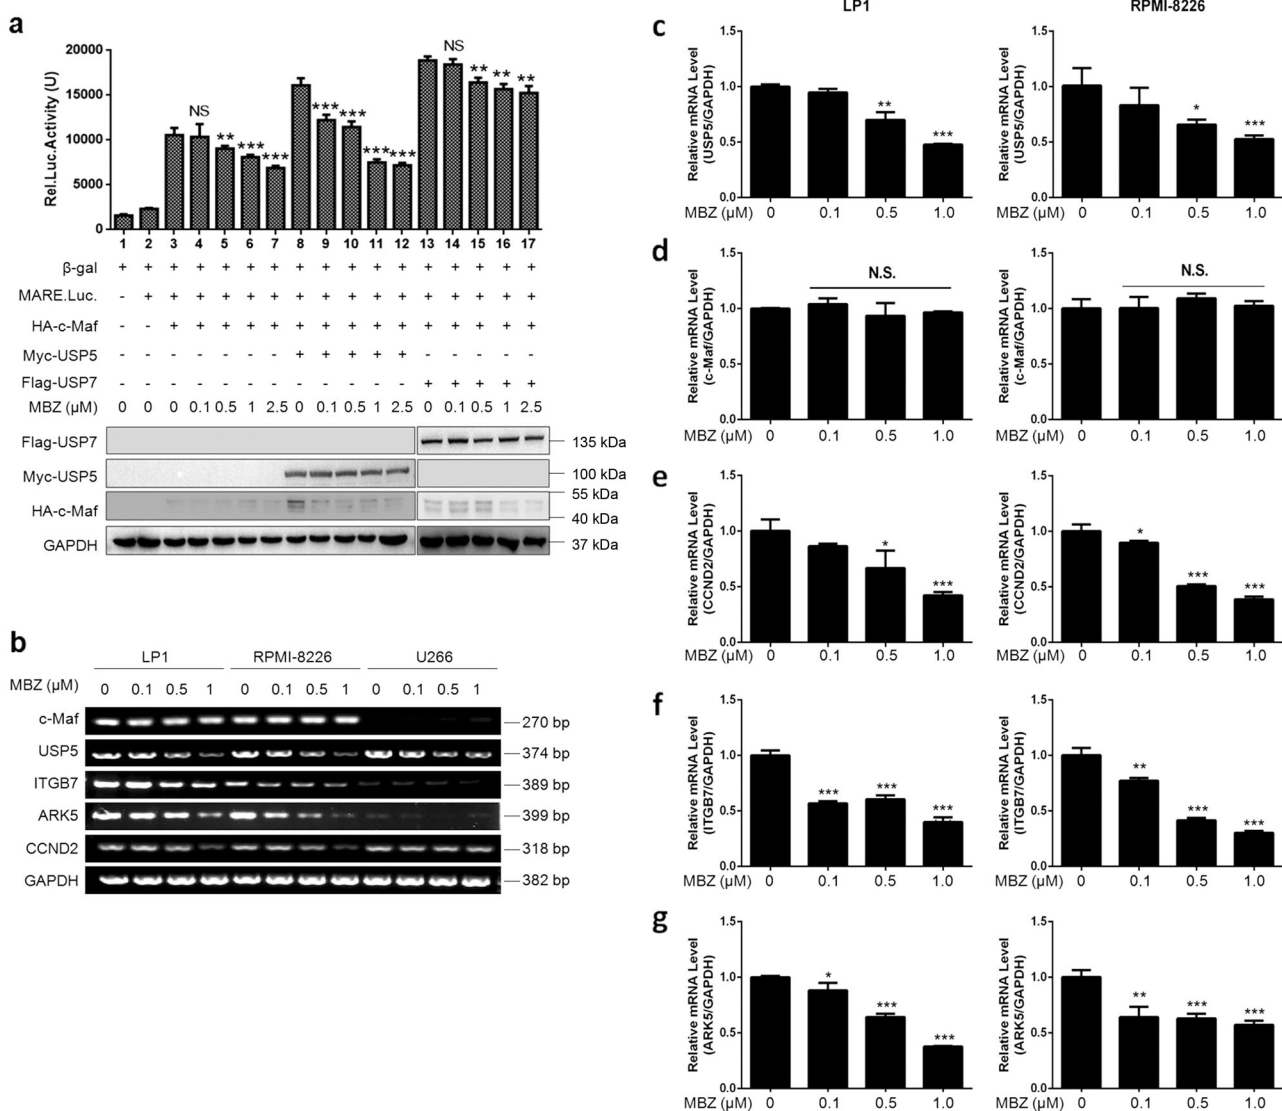 a
20000
15000
10000
5000
0
Rel.Luc.Activity (U)
NS
**
***
***
***
***
***
***
NS
**
**
**
1 2 3 4 5 6 7 8 9 10 11 12 13 14 15 16 17
β-gal + + + + + + + + + + + + + + + + +
MARE.Luc. - + + + + + + + + + + + + + + + +
HA-c-Maf - - + + + + + + + + + + + + + + +
Myc-USP5 - - - - - - - + + + + + - - - - -
Flag-USP7 - - - - - - - - - - - - + + + + +
MBZ (μM) 0 0 0 0.1 0.5 1 2.5 0 0.1 0.5 1 2.5 0 0.1 0.5 1 2.5
Flag-USP7 135 kDa
Myc-USP5 100 kDa
55 kDa
HA-c-Maf
40 kDa
GAPDH 37 kDa
b
LP1 RPMI-8226 U266
MBZ (μM) 0 0.1 0.5 1 0 0.1 0.5 1 0 0.1 0.5 1
c-Maf 270 bp
USP5 374 bp
ITGB7 389 bp
ARK5 399 bp
CCND2 318 bp
GAPDH 382 bp
LP1 RPMI-8226
c
Relative mRNA Level
(USP5/GAPDH)
1.5
1.0
0.5
0.0
**
***
MBZ (μM) 0 0.1 0.5 1.0
Relative mRNA Level
(USP5/GAPDH)
1.5
1.0
0.5
0.0
*
***
MBZ (μM) 0 0.1 0.5 1.0
d
Relative mRNA Level
(c-Maf/GAPDH)
1.5
1.0
0.5
0.0
N.S.
MBZ (μM) 0 0.1 0.5 1.0
Relative mRNA Level
(c-Maf/GAPDH)
1.5
1.0
0.5
0.0
N.S.
MBZ (μM) 0 0.1 0.5 1.0
e
Relative mRNA Level
(CCND2/GAPDH)
1.5
1.0
0.5
0.0
*
***
MBZ (μM) 0 0.1 0.5 1.0
Relative mRNA Level
(CCND2/GAPDH)
1.5
1.0
0.5
0.0
*
***
***
MBZ (μM) 0 0.1 0.5 1.0
f
Relative mRNA Level
(ITGB7/GAPDH)
1.5
1.0
0.5
0.0
***
***
***
MBZ (μM) 0 0.1 0.5 1.0
Relative mRNA Level
(ITGB7/GAPDH)
1.5
1.0
0.5
0.0
**
***
***
MBZ (μM) 0 0.1 0.5 1.0
g
Relative mRNA Level
(ARK5/GAPDH)
1.5
1.0
0.5
0.0
*
***
***
MBZ (μM) 0 0.1 0.5 1.0
Relative mRNA Level
(ARK5/GAPDH)
1.5
1.0
0.5
0.0
**
***
***
MBZ (μM) 0 0.1 0.5 1.0